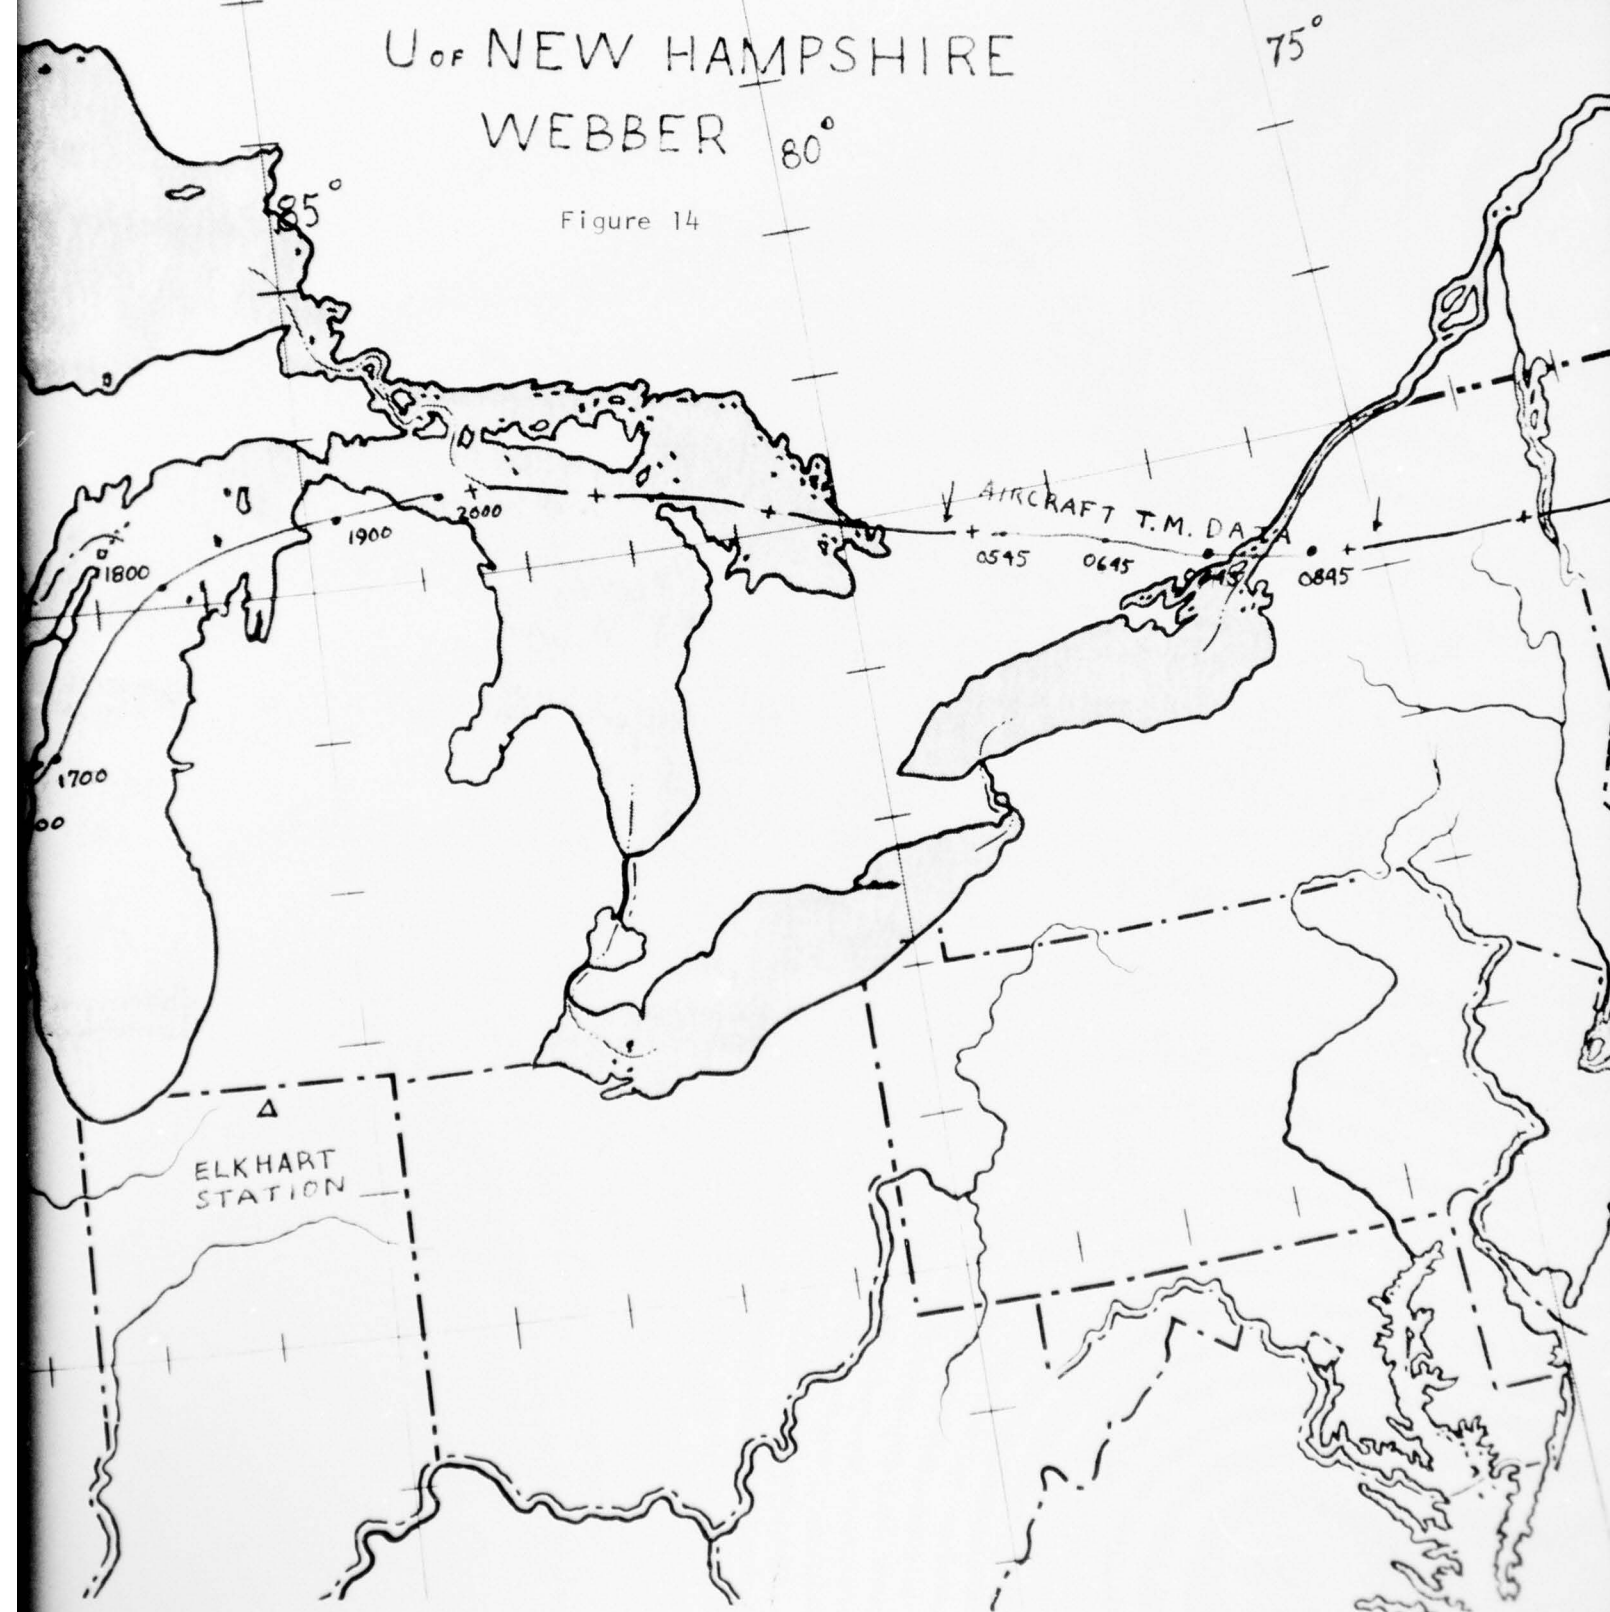 U OF NEW HAMPSHIRE
WEBBER
Figure 14
75°
80°
85°
AIRCRAFT T.M. DATA
2000
1900
1800
1700
00
0545
0645
0845
ELKHART
STATION